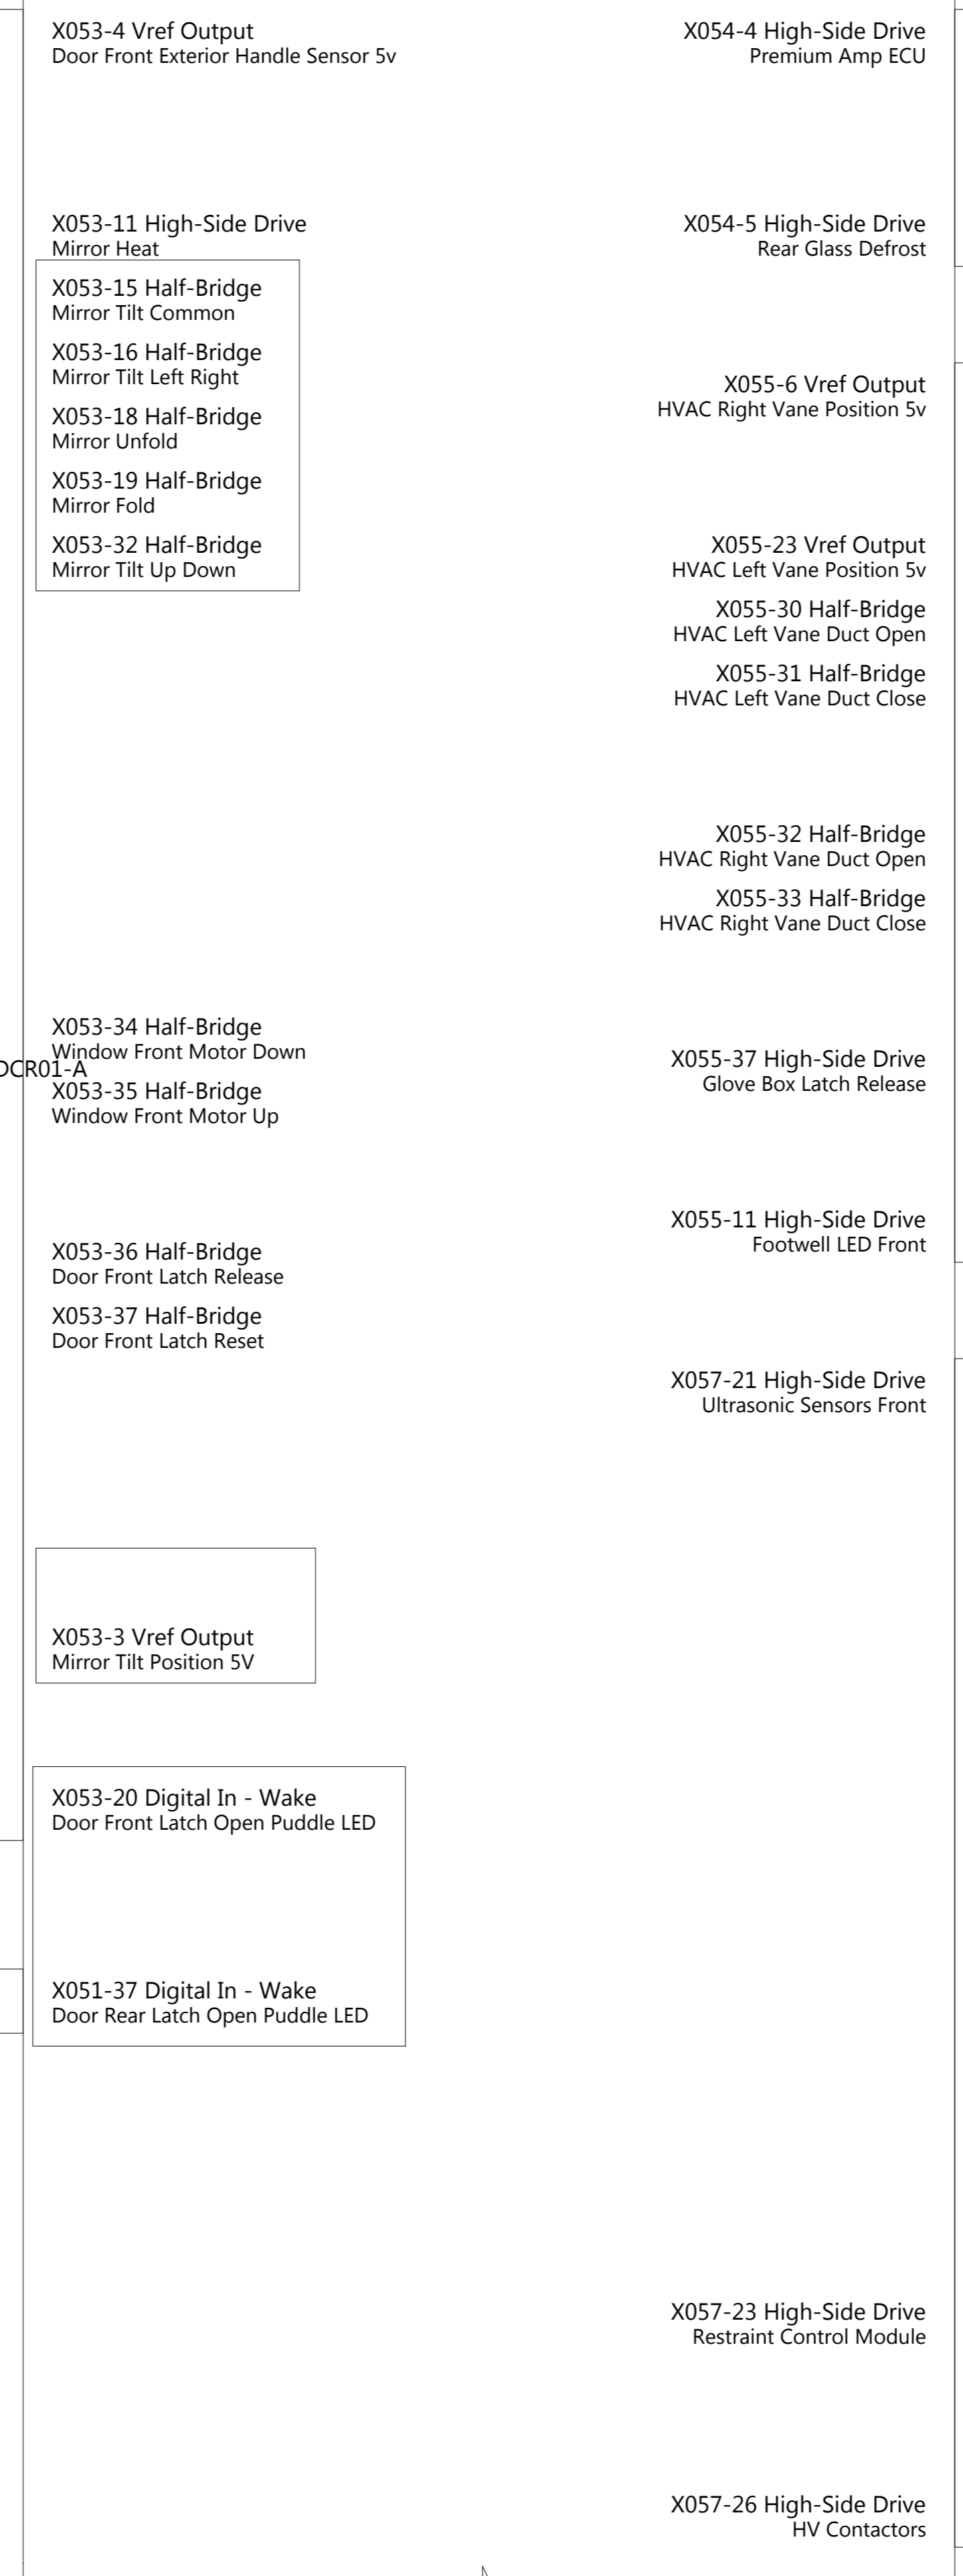 X053-4 Vref Output
Door Front Exterior Handle Sensor 5v
X053-11 High-Side Drive
Mirror Heat
X053-15 Half-Bridge
Mirror Tilt Common
X053-16 Half-Bridge
Mirror Tilt Left Right
X053-18 Half-Bridge
Mirror Unfold
X053-19 Half-Bridge
Mirror Fold
X053-32 Half-Bridge
Mirror Tilt Up Down
X053-34 Half-Bridge
Window Front Motor Down
DCR01-A
X053-35 Half-Bridge
Window Front Motor Up
X053-36 Half-Bridge
Door Front Latch Release
X053-37 Half-Bridge
Door Front Latch Reset
X053-3 Vref Output
Mirror Tilt Position 5V
X053-20 Digital In - Wake
Door Front Latch Open Puddle LED
X051-37 Digital In - Wake
Door Rear Latch Open Puddle LED
X054-4 High-Side Drive
Premium Amp ECU
X054-5 High-Side Drive
Rear Glass Defrost
X055-6 Vref Output
HVAC Right Vane Position 5v
X055-23 Vref Output
HVAC Left Vane Position 5v
X055-30 Half-Bridge
HVAC Left Vane Duct Open
X055-31 Half-Bridge
HVAC Left Vane Duct Close
X055-32 Half-Bridge
HVAC Right Vane Duct Open
X055-33 Half-Bridge
HVAC Right Vane Duct Close
X055-37 High-Side Drive
Glove Box Latch Release
X055-11 High-Side Drive
Footwell LED Front
X057-21 High-Side Drive
Ultrasonic Sensors Front
X057-23 High-Side Drive
Restraint Control Module
X057-26 High-Side Drive
HV Contactors